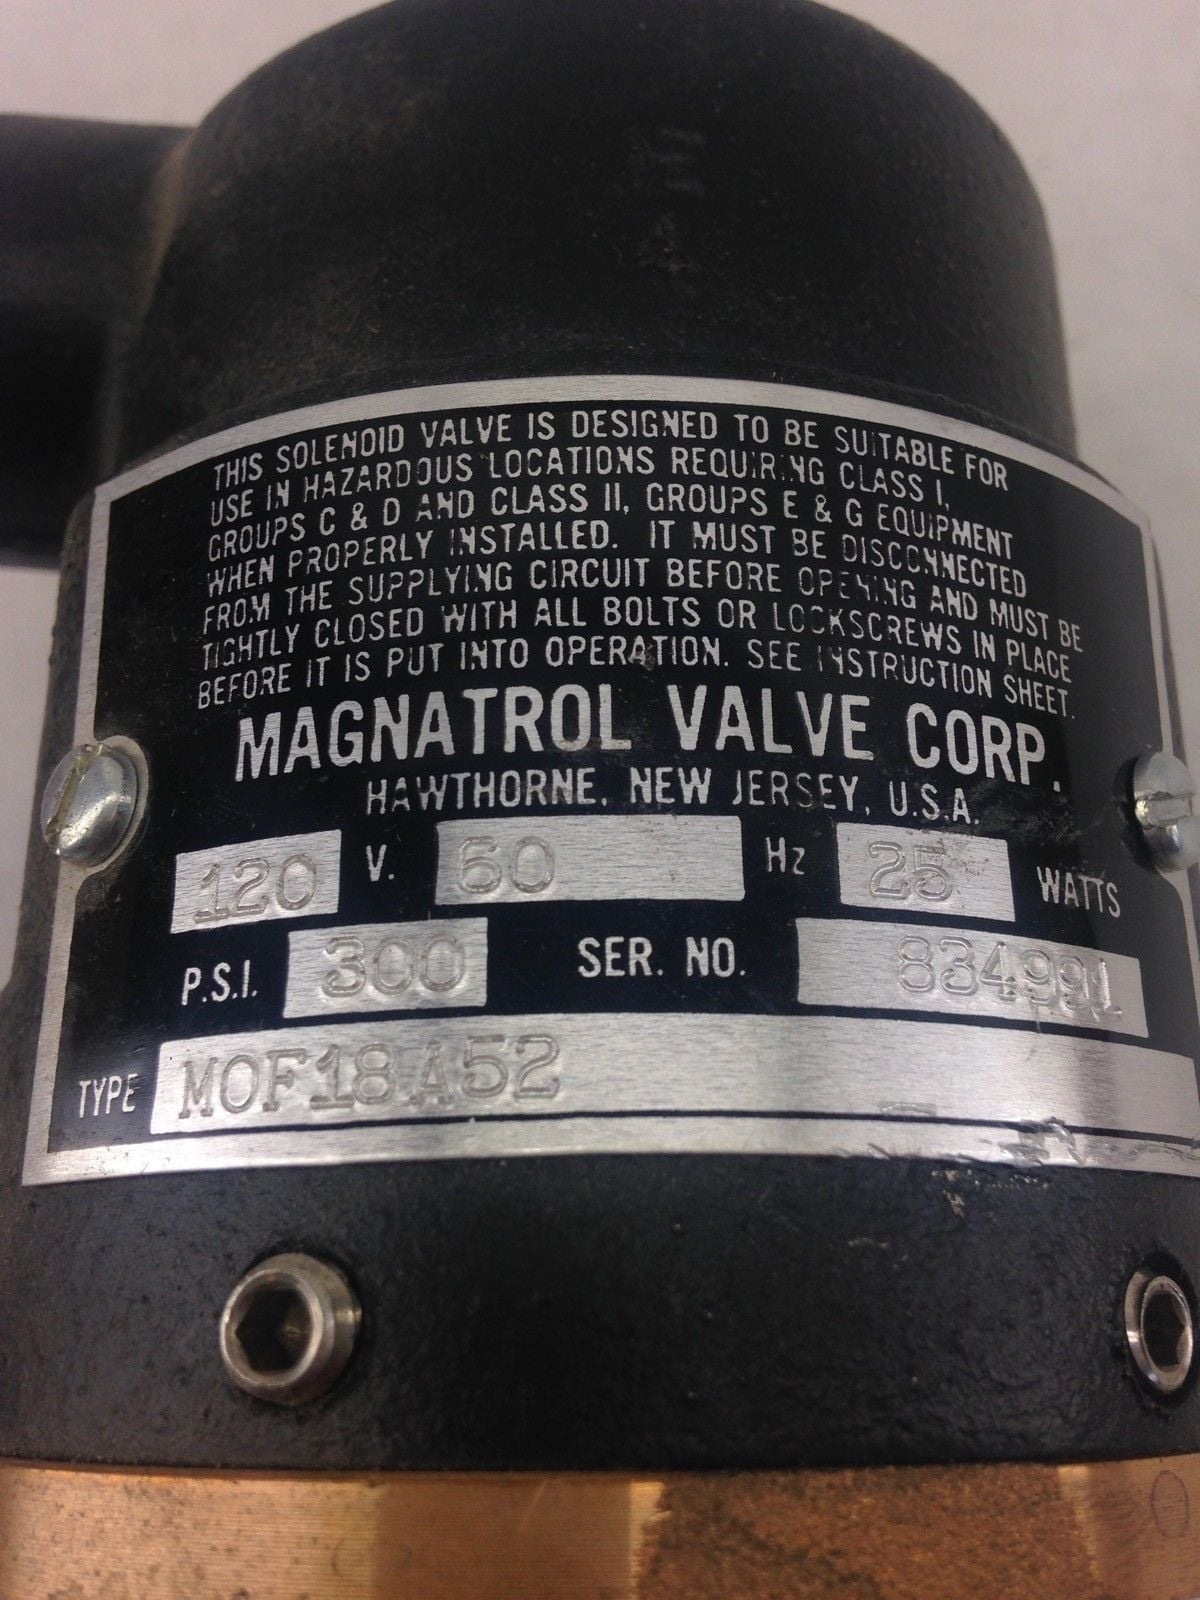 THIS SOLENOID VALVE IS DESIGNED TO BE SUITABLE FOR
USE IN HAZARDOUS LOCATIONS REQUIRING CLASS I,
GROUPS C & D AND CLASS II, GROUPS E & G EQUIPMENT
WHEN PROPERLY INSTALLED. IT MUST BE DISCONNECTED
FROM THE SUPPLYING CIRCUIT BEFORE OPENING AND MUST BE
TIGHTLY CLOSED WITH ALL BOLTS OR LOCKSCREWS IN PLACE
BEFORE IT IS PUT INTO OPERATION. SEE INSTRUCTION SHEET.
MAGNATROL VALVE CORP.
HAWTHORNE, NEW JERSEY, U.S.A.
120 V. 60 Hz 25 WATTS
P.S.I. 300 SER. NO. 834991
TYPE MOF18A52